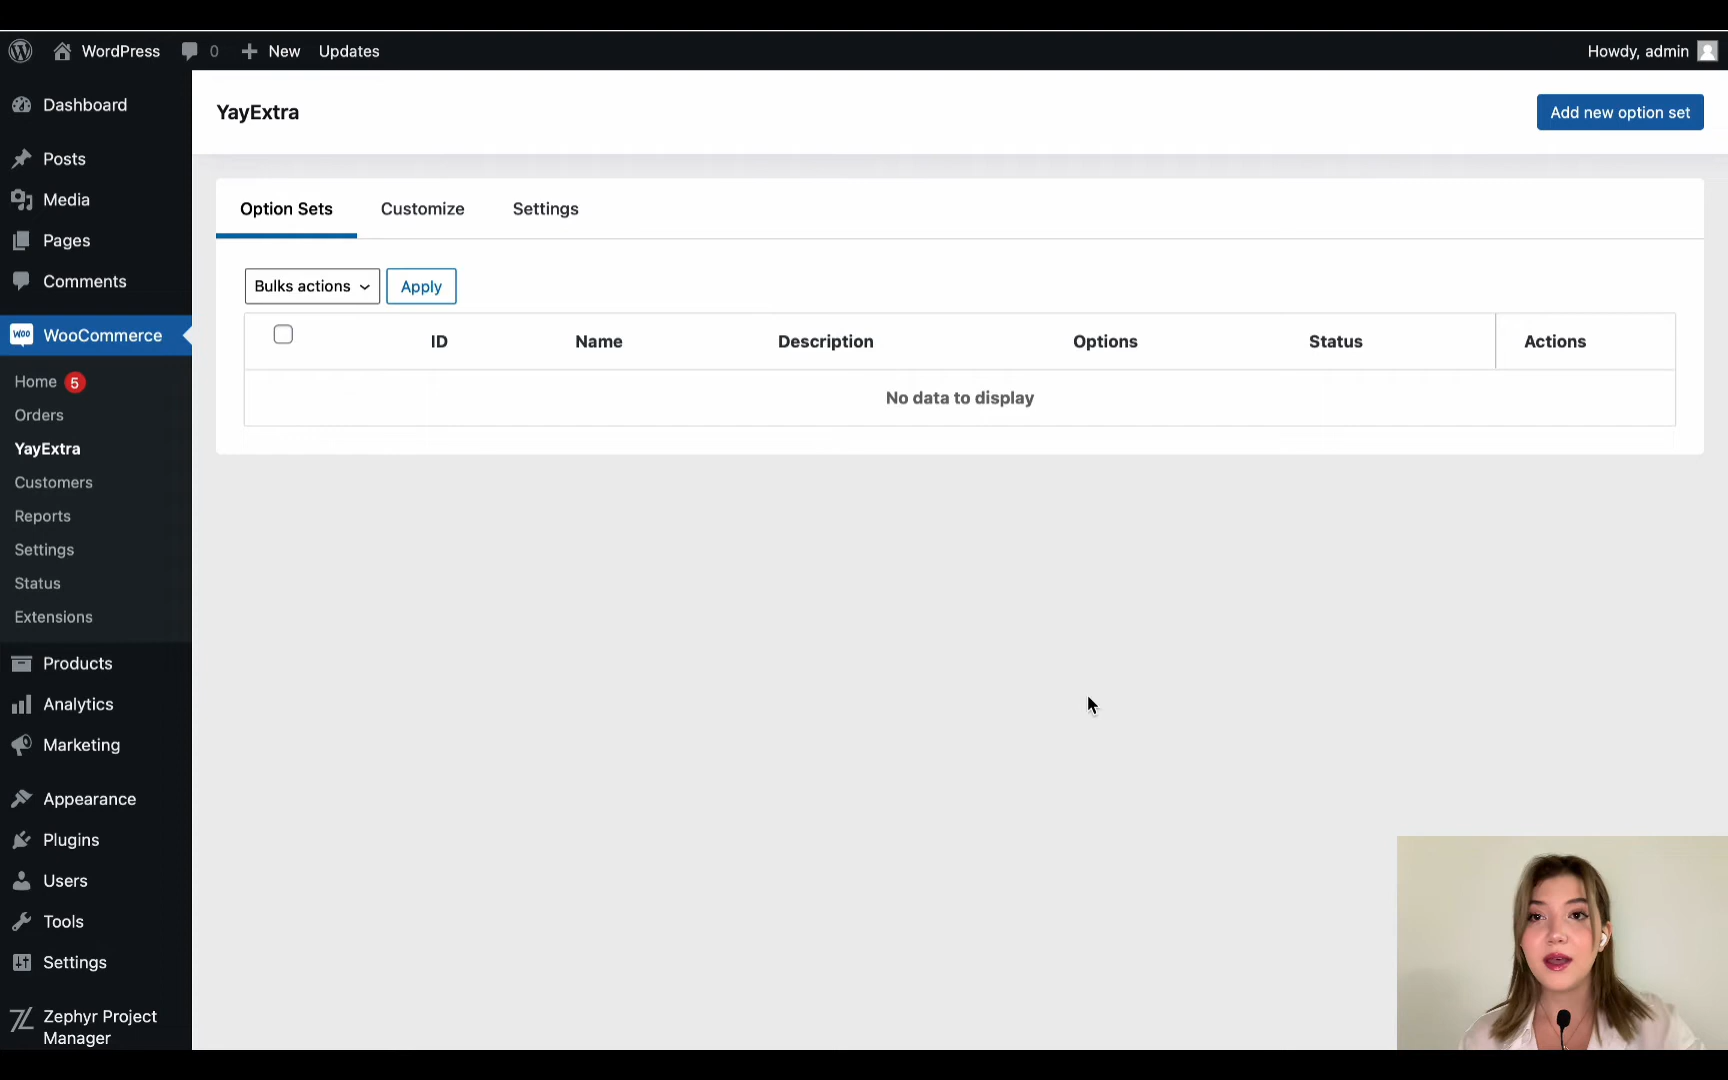 WordPress 0 New Updates Howdy, admin
Dashboard
Posts
Media
Pages
Comments
WOO WooCommerce
Home 5
Orders
YayExtra
Customers
Reports
Settings
Status
Extensions
Products
Analytics
Marketing
Appearance
Plugins
Users
Tools
Settings
Zephyr Project
Manager
YayExtra
Add new option set
Option Sets Customize Settings
Bulks actions Apply
ID Name Description Options Status Actions
No data to display